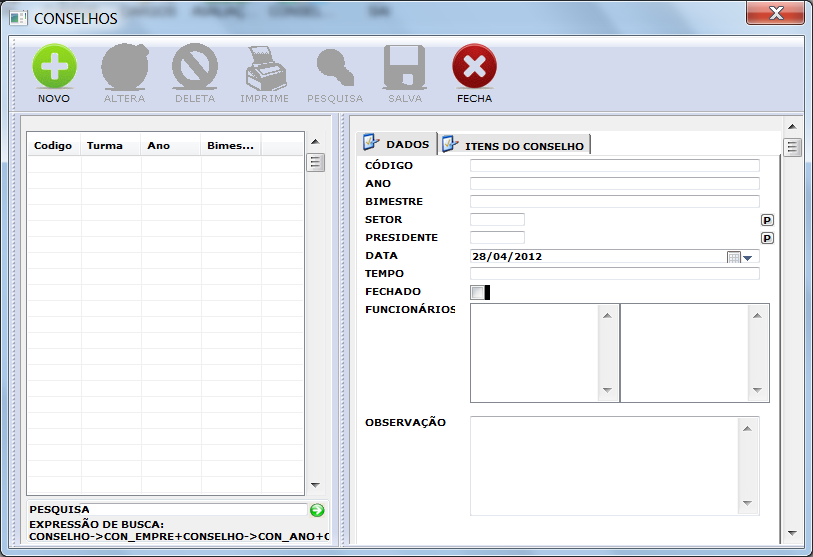 CONSELHOS
NOVO ALTERA DELETA IMPRIME PESQUISA SALVA FECHA
Codigo Turma Ano Bimes...
DADOS ITENS DO CONSELHO
CÓDIGO
ANO
BIMESTRE
SETOR P
PRESIDENTE P
DATA 28/04/2012
TEMPO
FECHADO
FUNCIONÁRIOS
OBSERVAÇÃO
PESQUISA
EXPRESSÃO DE BUSCA:
CONSELHO->CON_EMPRE+CONSELHO->CON_ANO+C